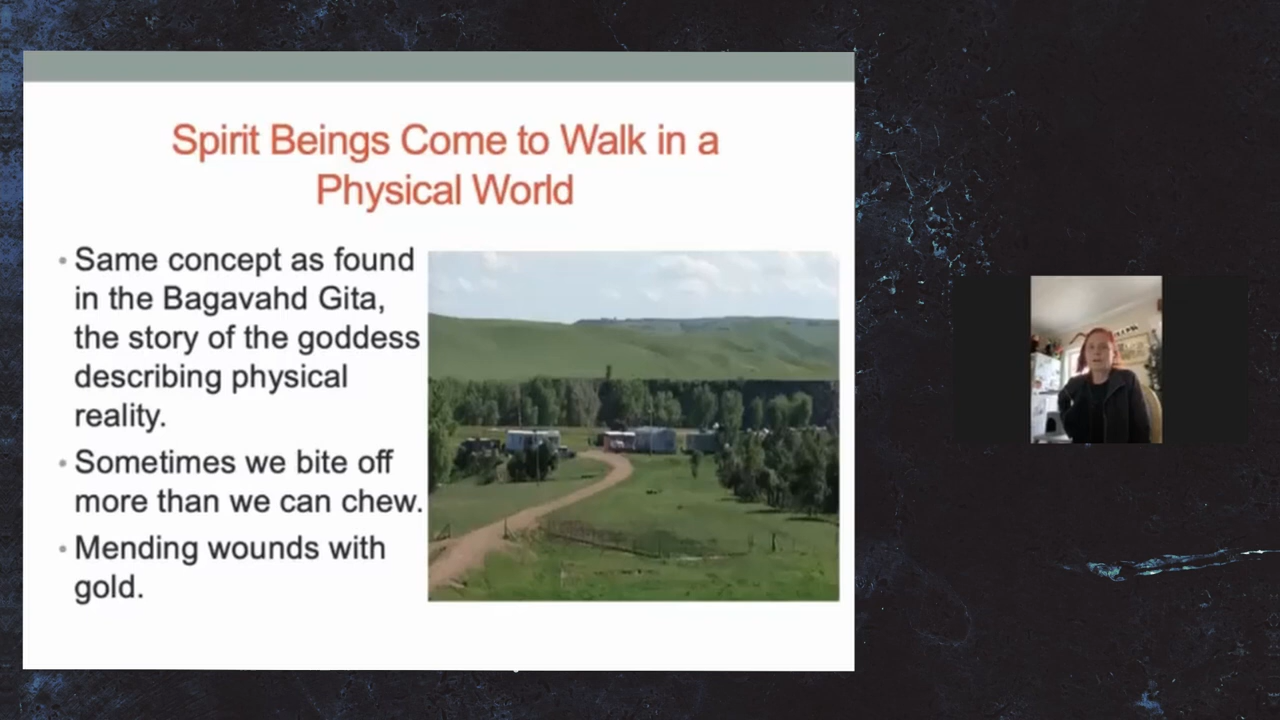 Spirit Beings Come to Walk in a
Physical World
• Same concept as found
in the Bagavahd Gita,
the story of the goddess
describing physical
reality.
• Sometimes we bite off
more than we can chew.
• Mending wounds with
gold.